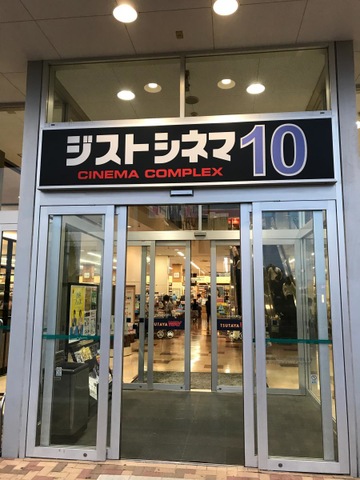 ジストシネマ10
CINEMA COMPLEX
TSUTAYA
TSUTAYA